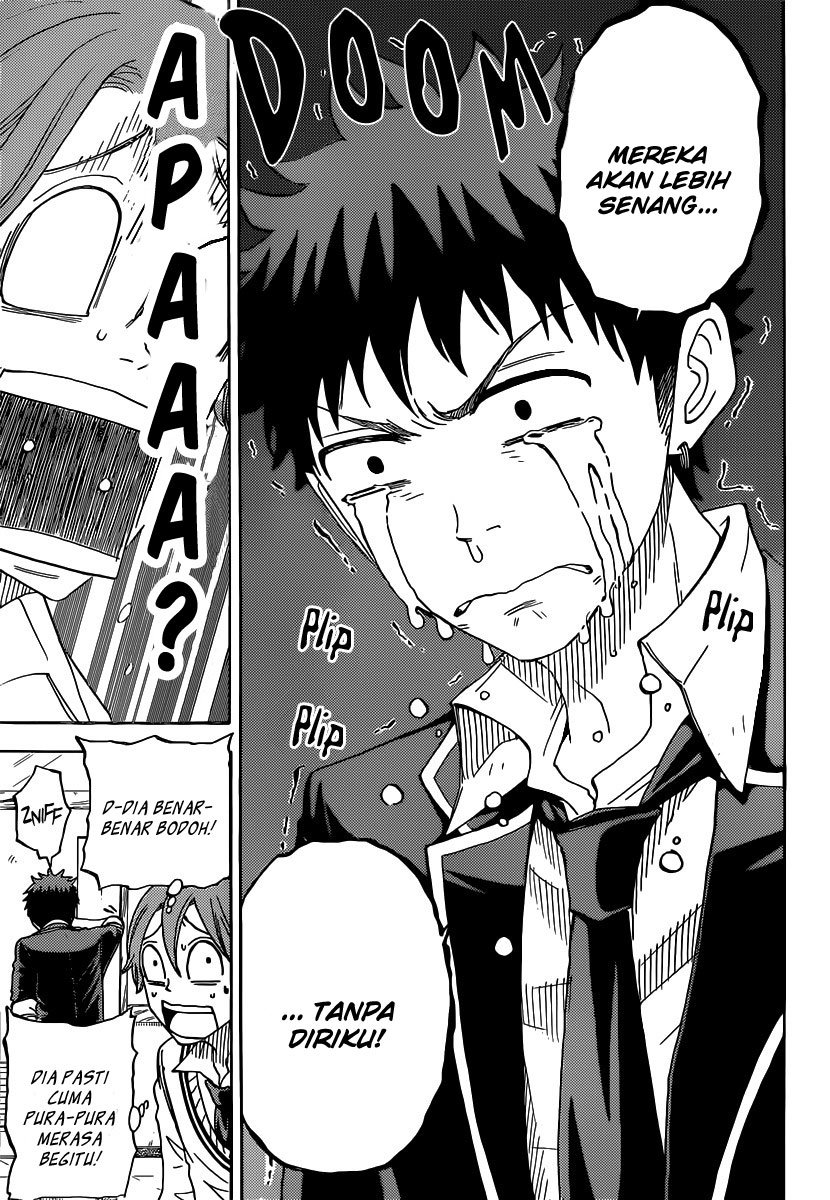 DOOM
MEREKA
AKAN LEBIH
SENANG...
Plip
Plip
Plip
... TANPA
DIRIKU!
APAAA?
D-DIA BENAR-
BENAR BODOH!
ZNIFF
DIA PASTI
CUMA
PURA-PURA
MERASA
BEGITU!